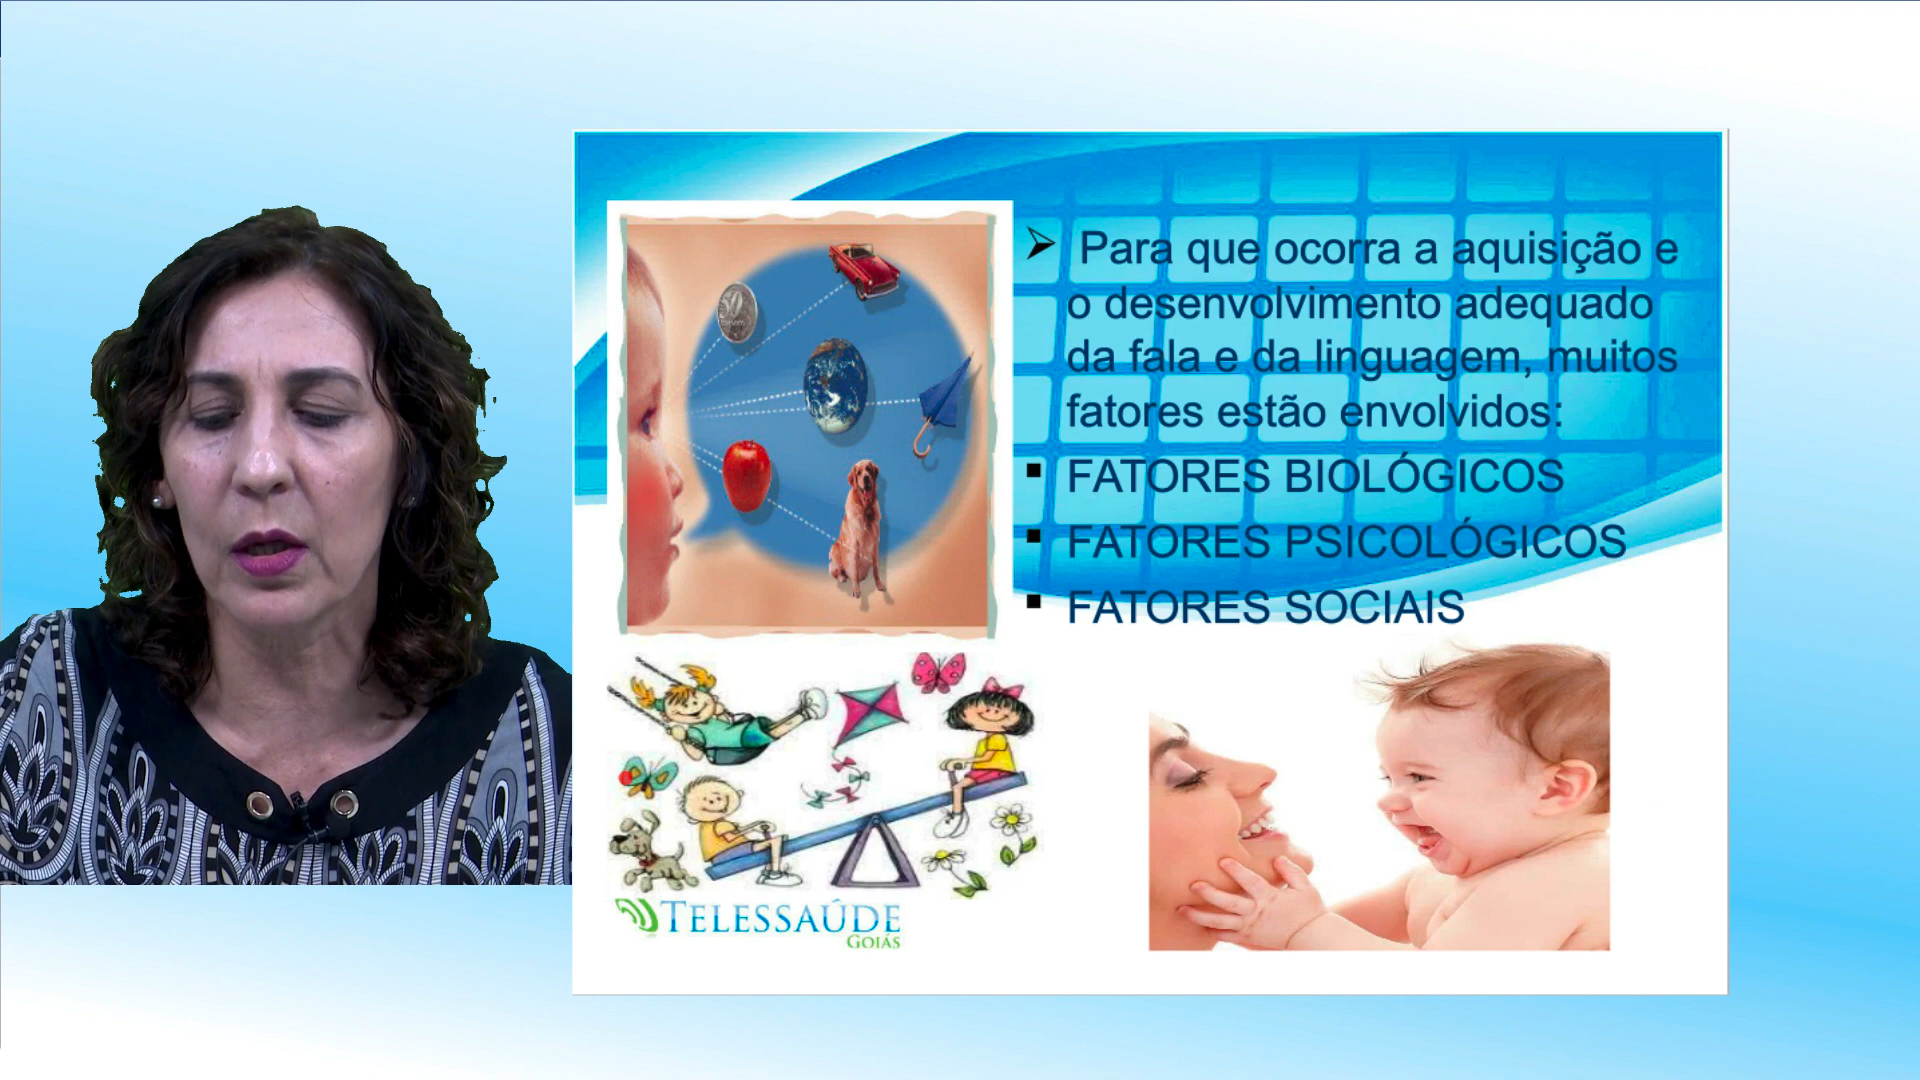 ➢ Para que ocorra a aquisição e
o desenvolvimento adequado
da fala e da linguagem, muitos
fatores estão envolvidos:
▪ FATORES BIOLÓGICOS
▪ FATORES PSICOLÓGICOS
▪ FATORES SOCIAIS
50
TELESSAÚDE
GOIÁS